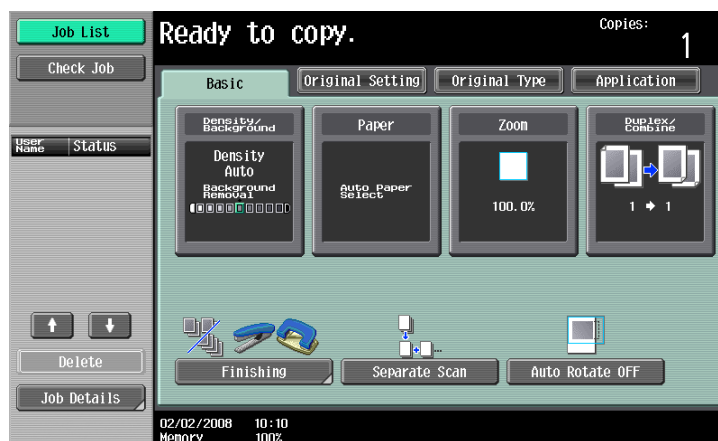 Job List
Ready to copy.
Copies:
1
Check Job
Basic
Original Setting
Original Type
Application
User
Name
Status
Density/
Background
Paper
Zoom
Duplex/
Combine
Density
Auto
Background
Removal
Auto Paper
Select
100.0%
1 → 1
Delete
Job Details
Finishing
Separate Scan
Auto Rotate OFF
02/02/2008 10:10
Memory 100%